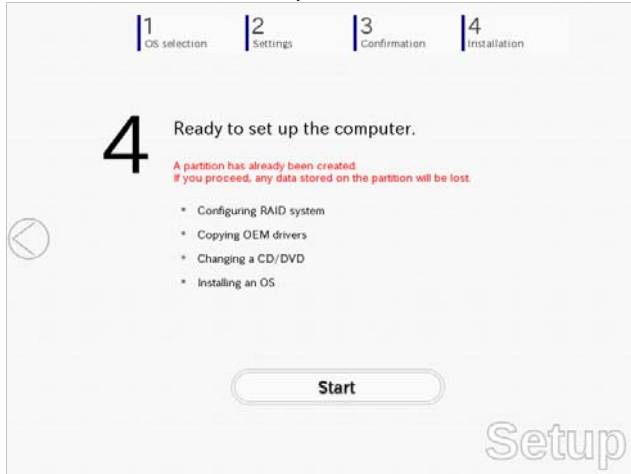 1
OS selection
2
Settings
3
Confirmation
4
Installation
4
Ready to set up the computer.
A partition has already been created.
If you proceed, any data stored on the partition will be lost.
* Configuring RAID system
* Copying OEM drivers
* Changing a CD/DVD
* Installing an OS
Start
Setup